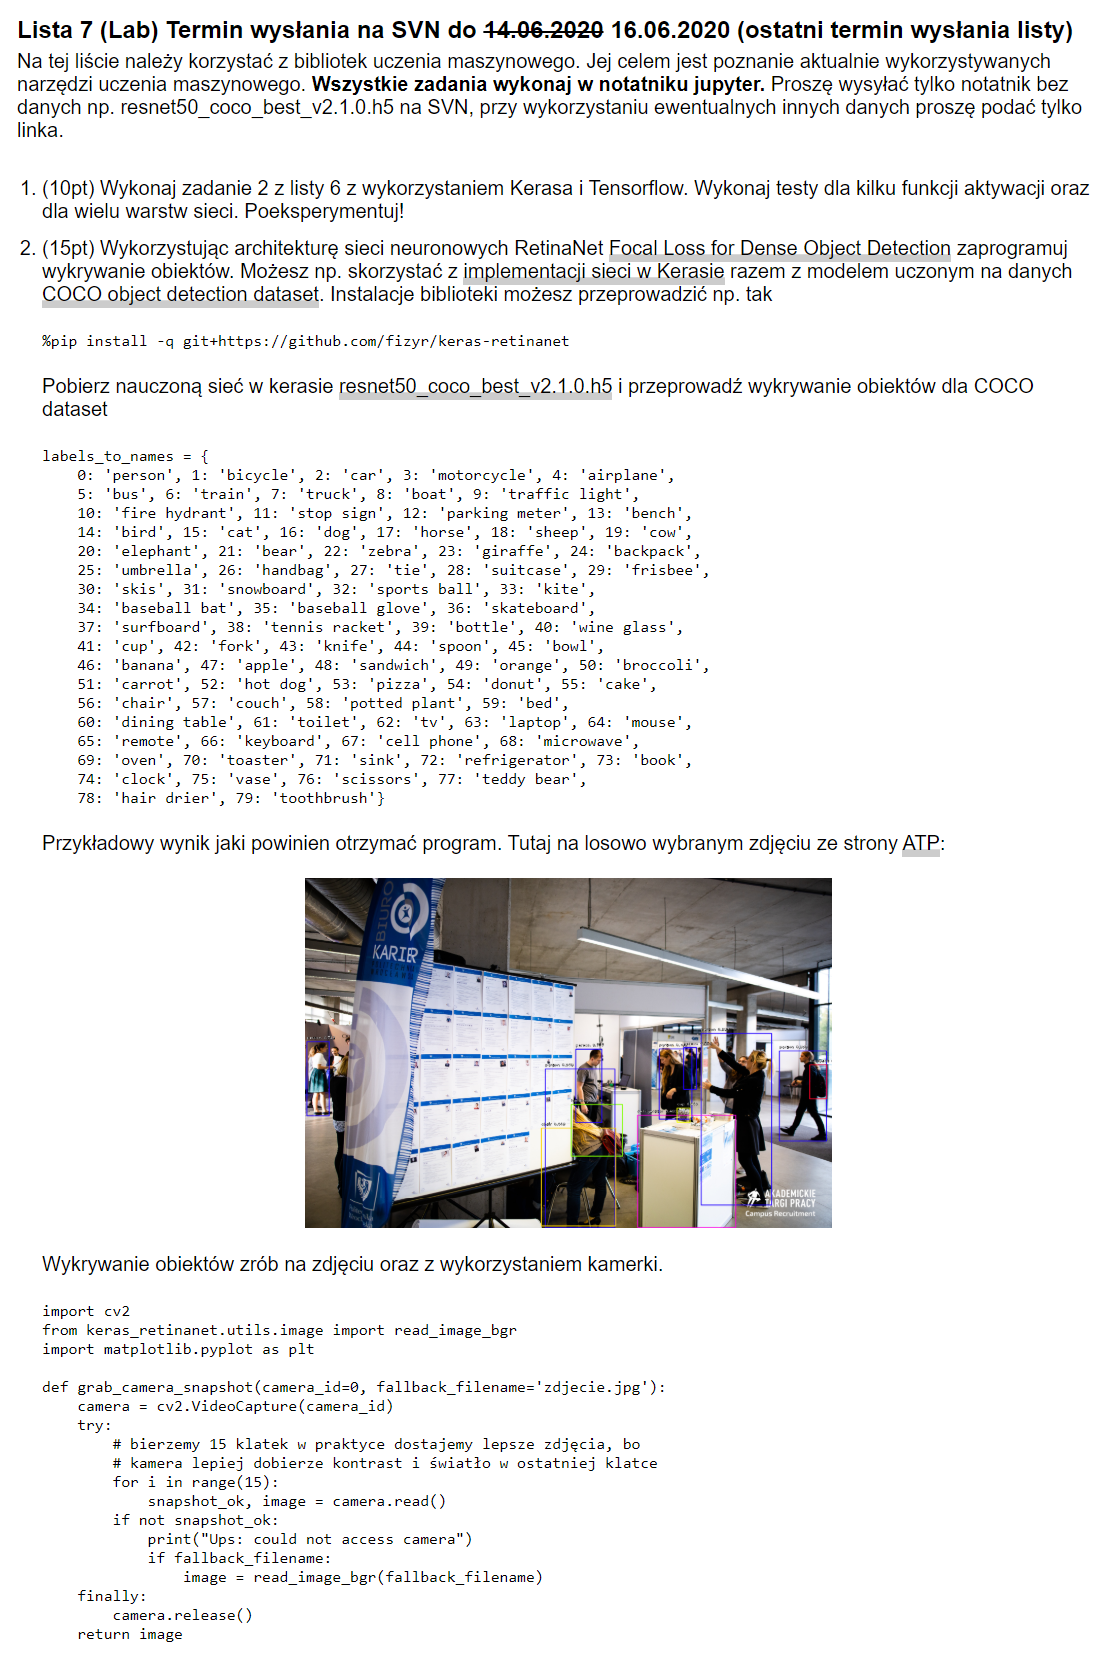 Lista 7 (Lab) Termin wysłania na SVN do 14.06.2020 16.06.2020 (ostatni termin wysłania listy)
Na tej liście należy korzystać z bibliotek uczenia maszynowego. Jej celem jest poznanie aktualnie wykorzystywanych
narzędzi uczenia maszynowego. Wszystkie zadania wykonaj w notatniku jupyter. Proszę wysyłać tylko notatnik bez
danych np. resnet50_coco_best_v2.1.0.h5 na SVN, przy wykorzystaniu ewentualnych innych danych proszę podać tylko
linka.
1. (10pt) Wykonaj zadanie 2 z listy 6 z wykorzystaniem Kerasa i Tensorflow. Wykonaj testy dla kilku funkcji aktywacji oraz
dla wielu warstw sieci. Poeksperymentuj!
2. (15pt) Wykorzystując architekturę sieci neuronowych RetinaNet Focal Loss for Dense Object Detection zaprogramuj
wykrywanie obiektów. Możesz np. skorzystać z implementacji sieci w Kerasie razem z modelem uczonym na danych
COCO object detection dataset. Instalacje biblioteki możesz przeprowadzić np. tak
%pip install -q git+https://github.com/fizyr/keras-retinanet
Pobierz nauczoną sieć w kerasie resnet50_coco_best_v2.1.0.h5 i przeprowadź wykrywanie obiektów dla COCO
dataset
labels_to_names = {
    0: 'person', 1: 'bicycle', 2: 'car', 3: 'motorcycle', 4: 'airplane',
    5: 'bus', 6: 'train', 7: 'truck', 8: 'boat', 9: 'traffic light',
    10: 'fire hydrant', 11: 'stop sign', 12: 'parking meter', 13: 'bench',
    14: 'bird', 15: 'cat', 16: 'dog', 17: 'horse', 18: 'sheep', 19: 'cow',
    20: 'elephant', 21: 'bear', 22: 'zebra', 23: 'giraffe', 24: 'backpack',
    25: 'umbrella', 26: 'handbag', 27: 'tie', 28: 'suitcase', 29: 'frisbee',
    30: 'skis', 31: 'snowboard', 32: 'sports ball', 33: 'kite',
    34: 'baseball bat', 35: 'baseball glove', 36: 'skateboard',
    37: 'surfboard', 38: 'tennis racket', 39: 'bottle', 40: 'wine glass',
    41: 'cup', 42: 'fork', 43: 'knife', 44: 'spoon', 45: 'bowl',
    46: 'banana', 47: 'apple', 48: 'sandwich', 49: 'orange', 50: 'broccoli',
    51: 'carrot', 52: 'hot dog', 53: 'pizza', 54: 'donut', 55: 'cake',
    56: 'chair', 57: 'couch', 58: 'potted plant', 59: 'bed',
    60: 'dining table', 61: 'toilet', 62: 'tv', 63: 'laptop', 64: 'mouse',
    65: 'remote', 66: 'keyboard', 67: 'cell phone', 68: 'microwave',
    69: 'oven', 70: 'toaster', 71: 'sink', 72: 'refrigerator', 73: 'book',
    74: 'clock', 75: 'vase', 76: 'scissors', 77: 'teddy bear',
    78: 'hair drier', 79: 'toothbrush'}
Przykładowy wynik jaki powinien otrzymać program. Tutaj na losowo wybranym zdjęciu ze strony ATP:
BIURO
KARIER
AKADEMICKIE
TARGI PRACY
Campus Recruitment
Wykrywanie obiektów zrób na zdjęciu oraz z wykorzystaniem kamerki.
import cv2
from keras_retinanet.utils.image import read_image_bgr
import matplotlib.pyplot as plt
def grab_camera_snapshot(camera_id=0, fallback_filename='zdjecie.jpg'):
    camera = cv2.VideoCapture(camera_id)
    try:
        # bierzemy 15 klatek w praktyce dostajemy lepsze zdjęcia, bo
        # kamera lepiej dobierze kontrast i światło w ostatniej klatce
        for i in range(15):
            snapshot_ok, image = camera.read()
        if not snapshot_ok:
            print("Ups: could not access camera")
            if fallback_filename:
                image = read_image_bgr(fallback_filename)
    finally:
        camera.release()
    return image